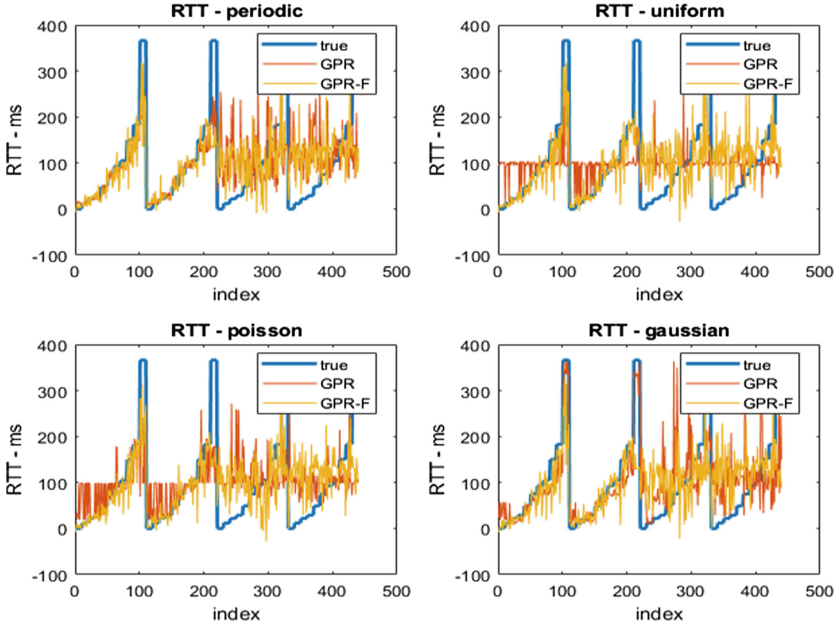 RTT - periodic
400
300
200
100
0
-100
RTT - ms
true
GPR
GPR-F
0 100 200 300 400 500
index
RTT - uniform
400
300
200
100
0
-100
RTT - ms
true
GPR
GPR-F
0 100 200 300 400 500
index
RTT - poisson
400
300
200
100
0
-100
RTT - ms
true
GPR
GPR-F
0 100 200 300 400 500
index
RTT - gaussian
400
300
200
100
0
-100
RTT - ms
true
GPR
GPR-F
0 100 200 300 400 500
index